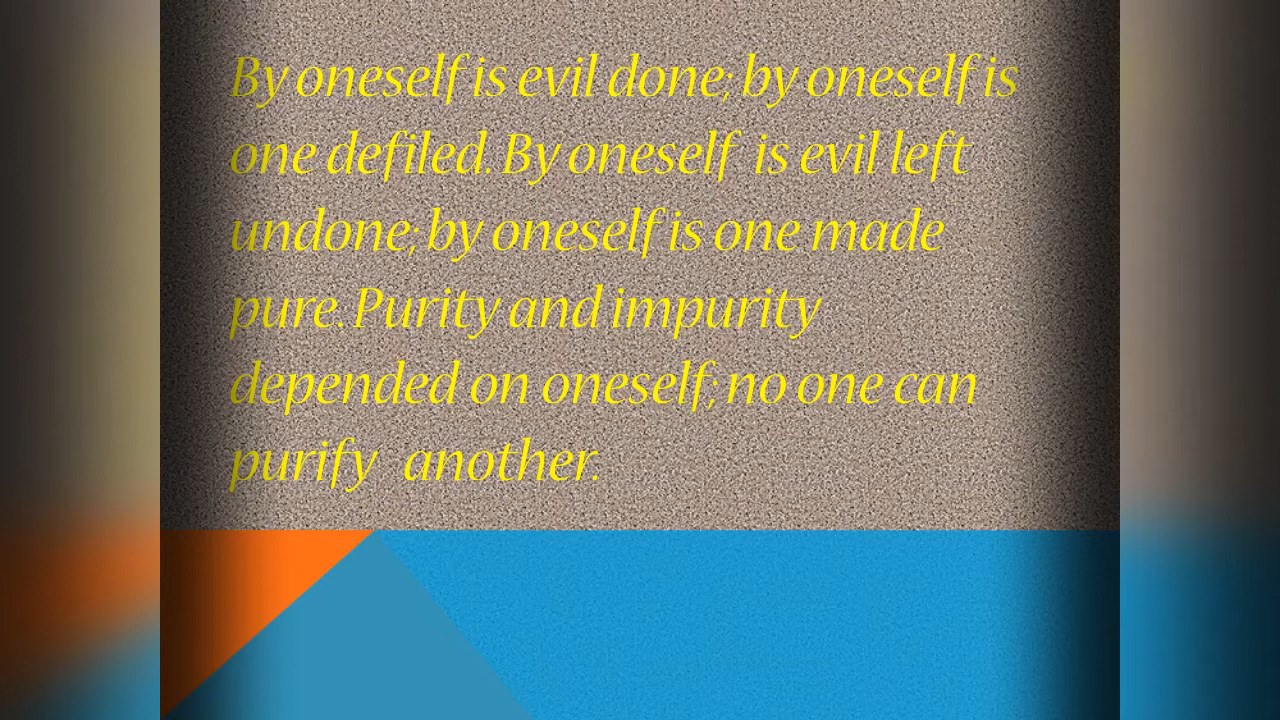 By oneself is evil done; by oneself is
one defiled. By oneself is evil left
undone; by oneself is one made
pure. Purity and impurity
depended on oneself; no one can
purify another.